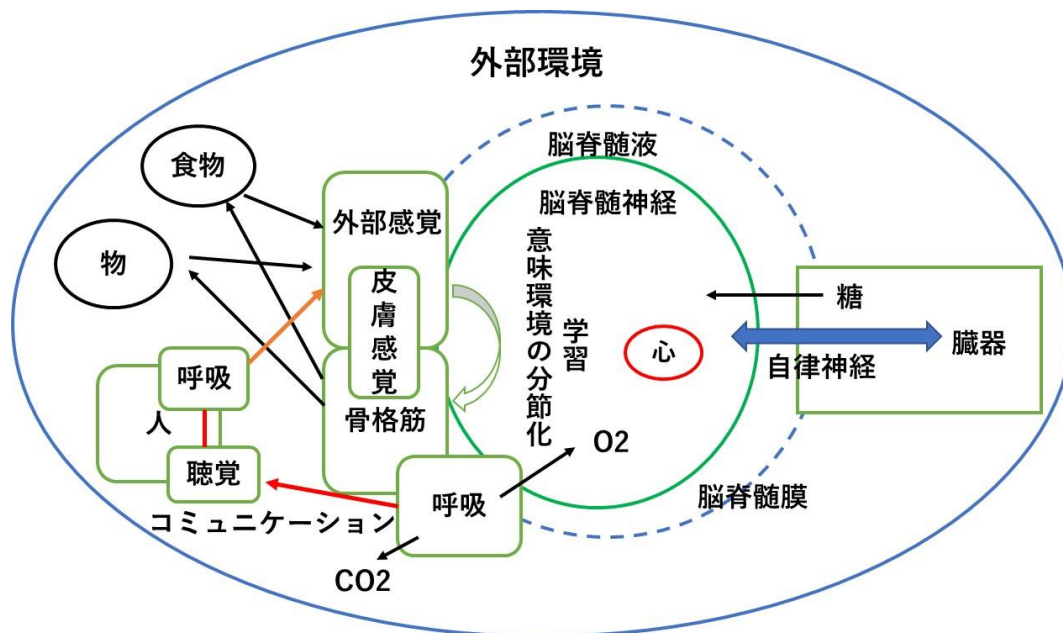 外部環境
脳脊髄液
食物
脳脊髄神経
外部感覚
物
意味環境の分節化
皮膚感覚
糖
学習
心
臓器
呼吸
自律神経
人
骨格筋
O2
聴覚
脳脊髄膜
呼吸
コミュニケーション
CO2